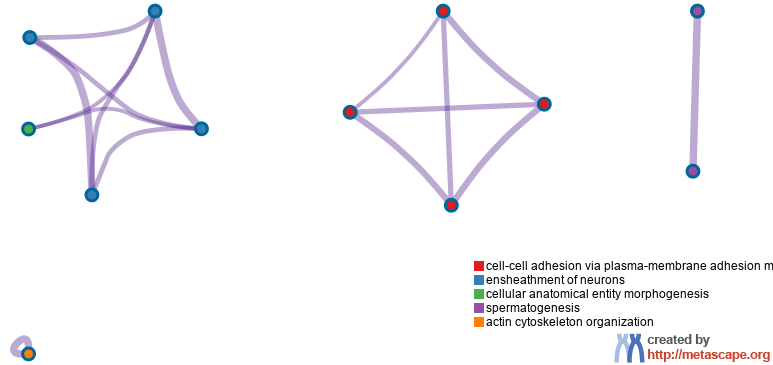 cell-cell adhesion via plasma-membrane adhesion m
ensheathment of neurons
cellular anatomical entity morphogenesis
spermatogenesis
actin cytoskeleton organization
created by
http://metascape.org